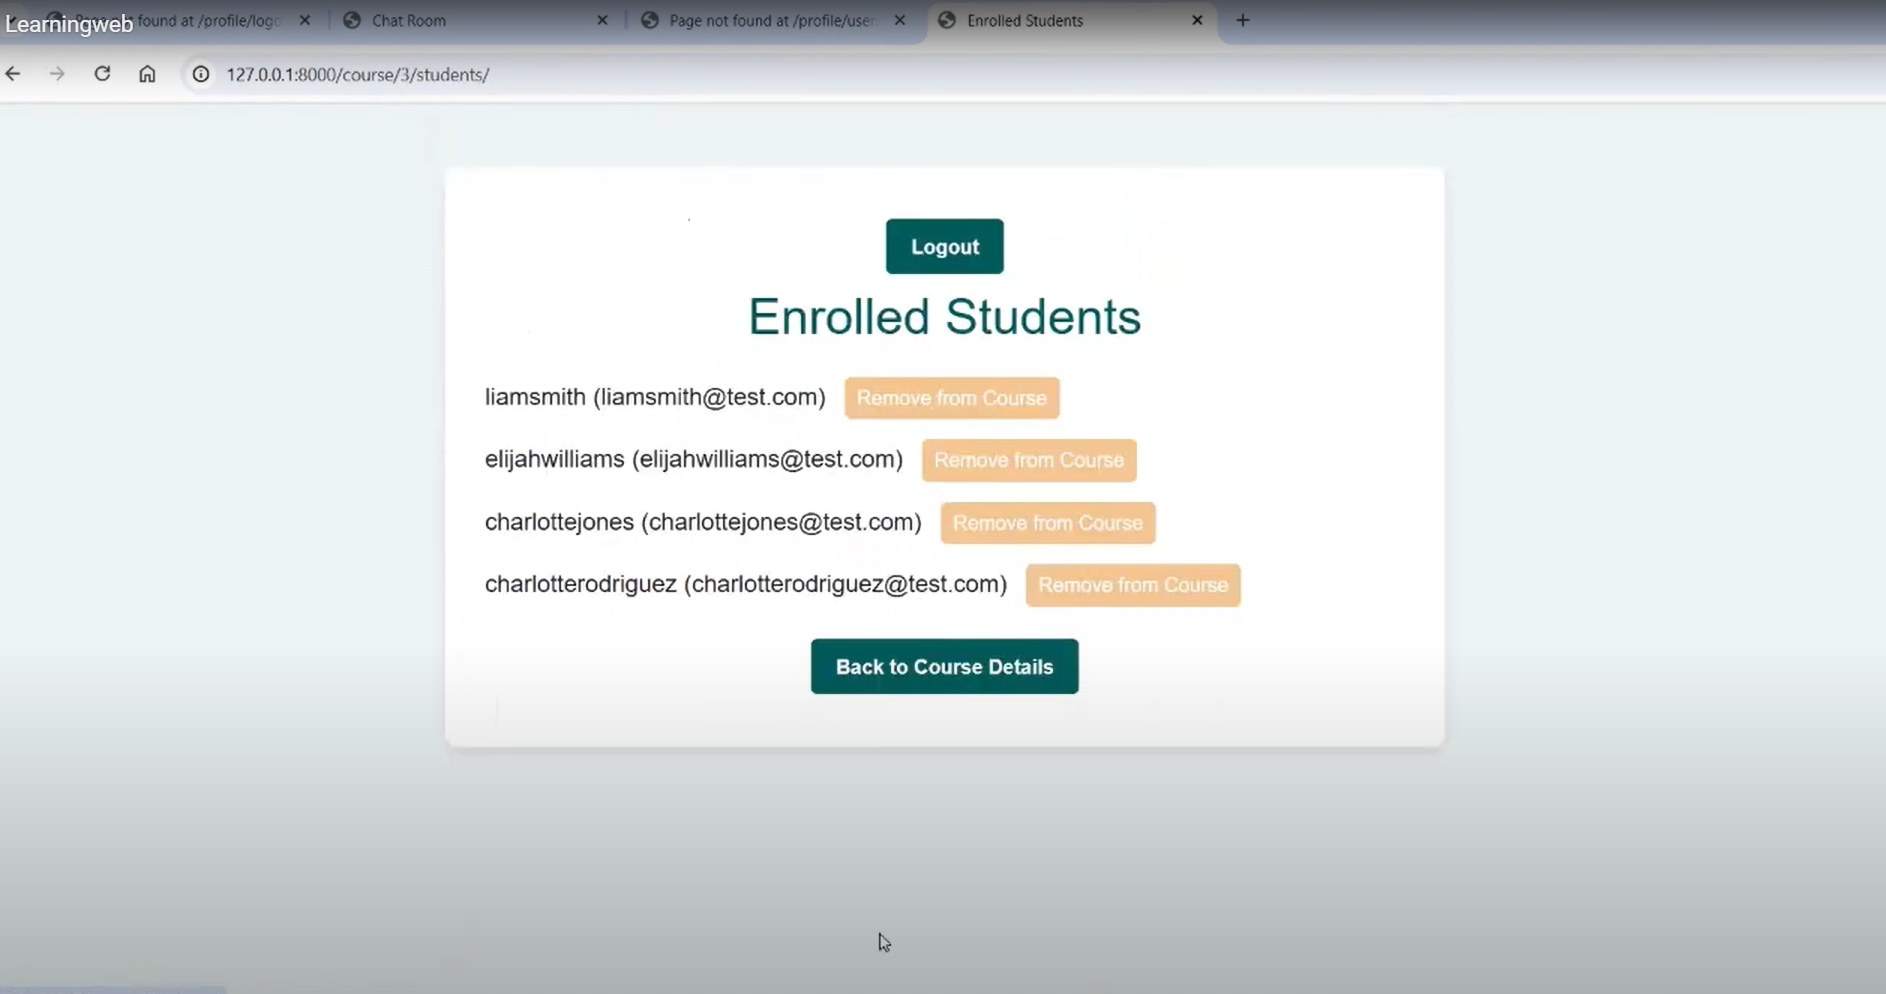 Learningweb
found at /profile/logo
Chat Room
Page not found at /profile/user
Enrolled Students
127.0.0.1:8000/course/3/students/
Logout
Enrolled Students
liamsmith (liamsmith@test.com) Remove from Course
elijahwilliams (elijahwilliams@test.com) Remove from Course
charlottejones (charlottejones@test.com) Remove from Course
charlotterodriguez (charlotterodriguez@test.com) Remove from Course
Back to Course Details